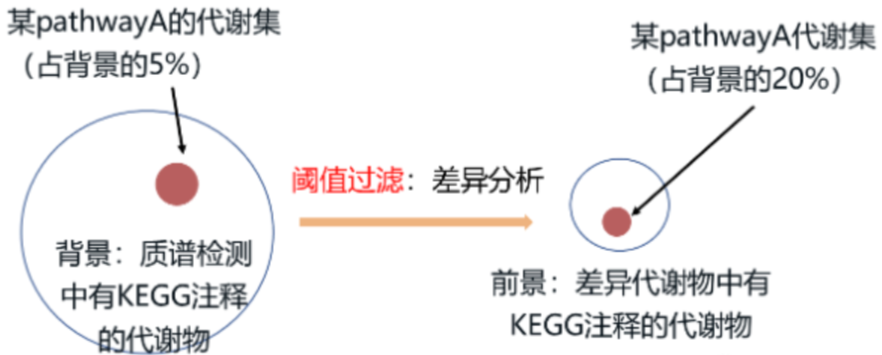 某pathwayA的代谢集
（占背景的5%）
某pathwayA代谢集
（占背景的20%）
阈值过滤：差异分析
背景：质谱检测
中有KEGG注释
的代谢物
前景：差异代谢物中有
KEGG注释的代谢物